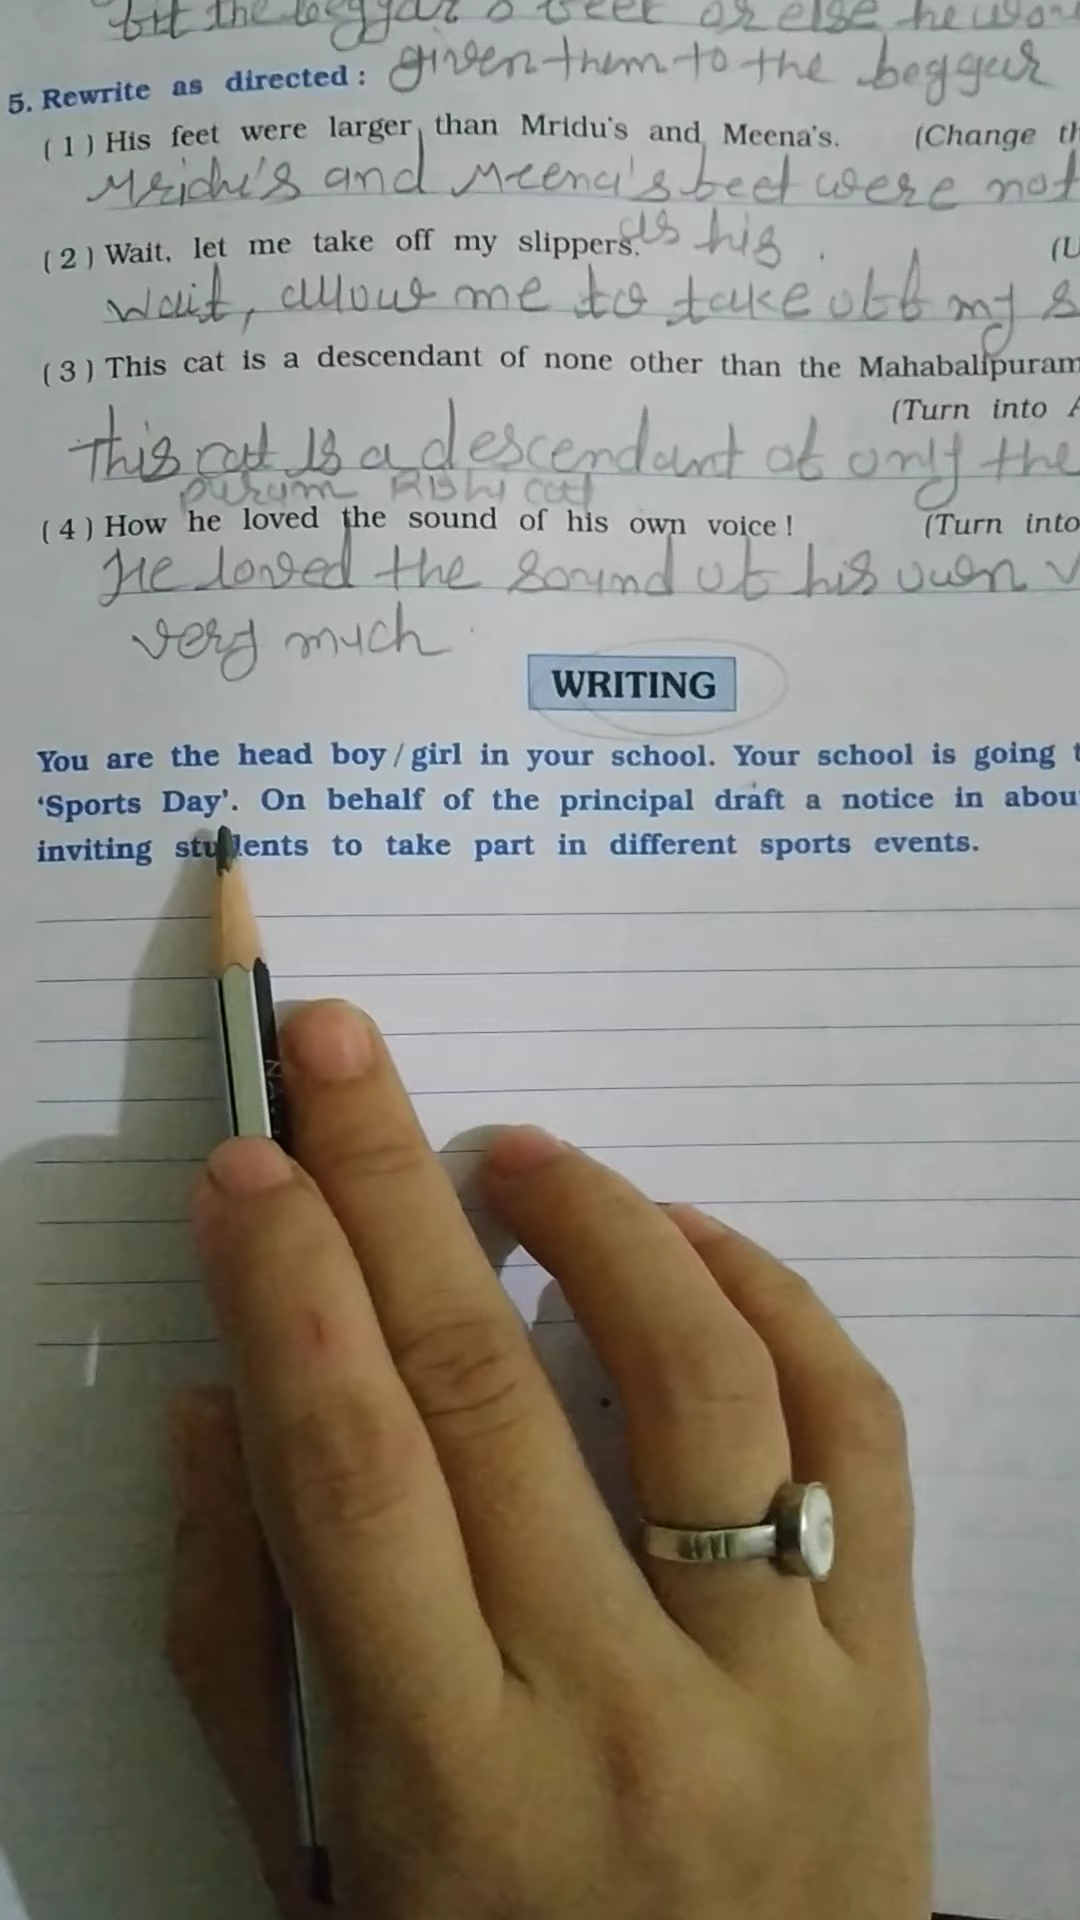 given them to the beggar
5. Rewrite as directed :
( 1 ) His feet were larger than Mridu's and Meena's. (Change th
Mridu's and Meena's feet were not
as his .
( 2 ) Wait, let me take off my slippers. (U
Wait, allow me to take off my s
( 3 ) This cat is a descendant of none other than the Mahabalipuram
(Turn into A
This cat is a descendant of only the
puram Rishi cat
( 4 ) How he loved the sound of his own voice ! (Turn into
He loved the sound of his own v
very much
WRITING
You are the head boy / girl in your school. Your school is going t
'Sports Day'. On behalf of the principal draft a notice in abou
inviting students to take part in different sports events.